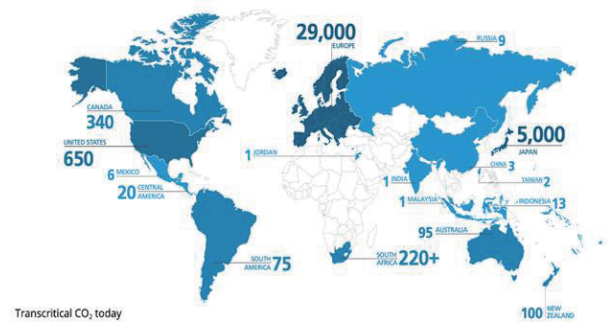 29,000
EUROPE
RUSSIA 9
CANADA
340
UNITED STATES
650
6 MEXICO
20 CENTRAL
AMERICA
1 JORDAN
5,000
JAPAN
CHINA 3
1 INDIA
TAIWAN 2
1 MALAYSIA
INDONESIA 13
95 AUSTRALIA
SOUTH
AMERICA 75
SOUTH
AFRICA 220+
100 NEW
ZEALAND
Transcritical CO₂ today